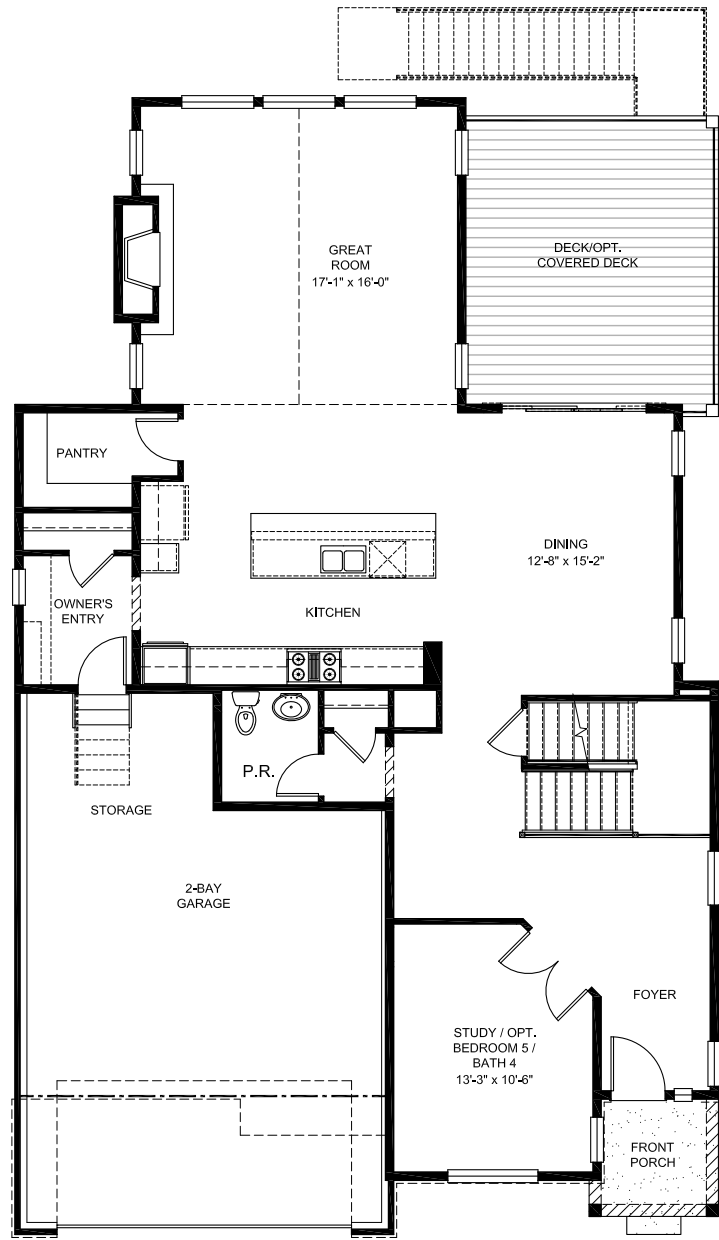 GREAT
ROOM
17'-1" x 16'-0"
DECK/OPT.
COVERED DECK
PANTRY
DINING
12'-8" x 15'-2"
OWNER'S
ENTRY
KITCHEN
P.R.
STORAGE
2-BAY
GARAGE
FOYER
STUDY / OPT.
BEDROOM 5 /
BATH 4
13'-3" x 10'-6"
FRONT
PORCH